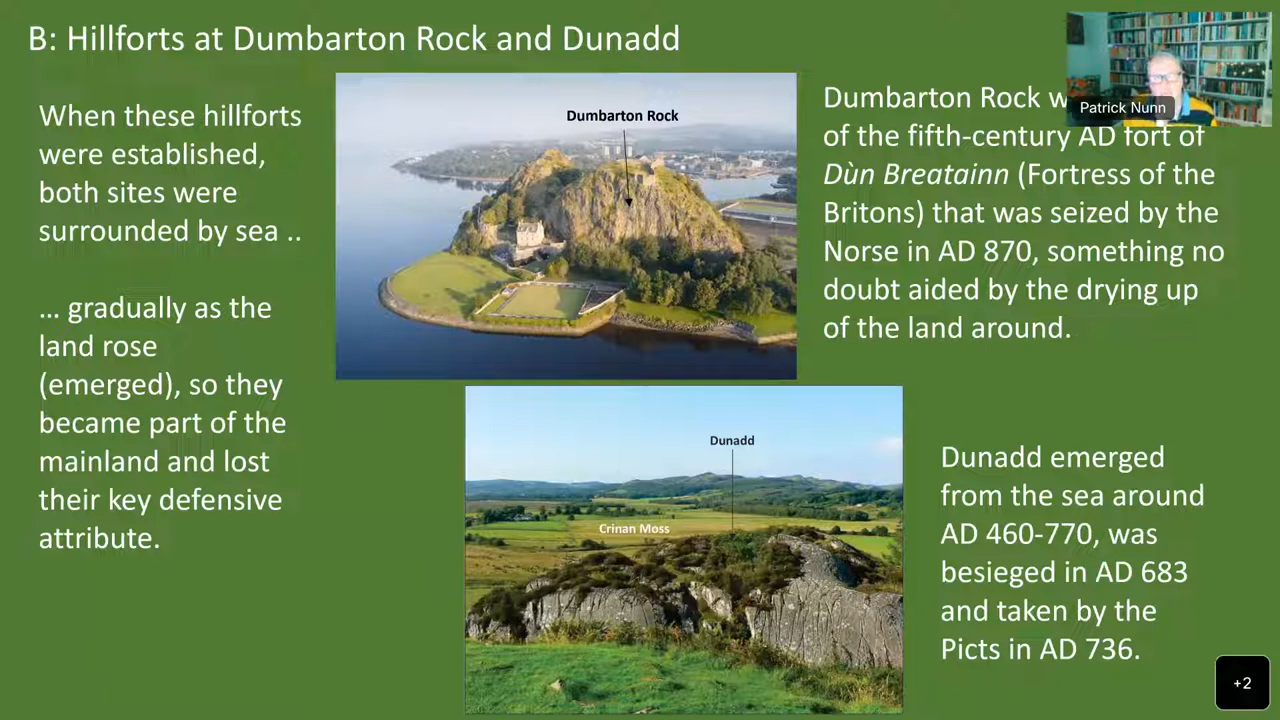 B: Hillforts at Dumbarton Rock and Dunadd
When these hillforts
were established,
both sites were
surrounded by sea ..
... gradually as the
land rose
(emerged), so they
became part of the
mainland and lost
their key defensive
attribute.
Dumbarton Rock
Dumbarton Rock
of the fifth-century AD fort of
Dùn Breatainn (Fortress of the
Britons) that was seized by the
Norse in AD 870, something no
doubt aided by the drying up
of the land around.
Patrick Nunn
Dunadd
Crinan Moss
Dunadd emerged
from the sea around
AD 460-770, was
besieged in AD 683
and taken by the
Picts in AD 736.
+2